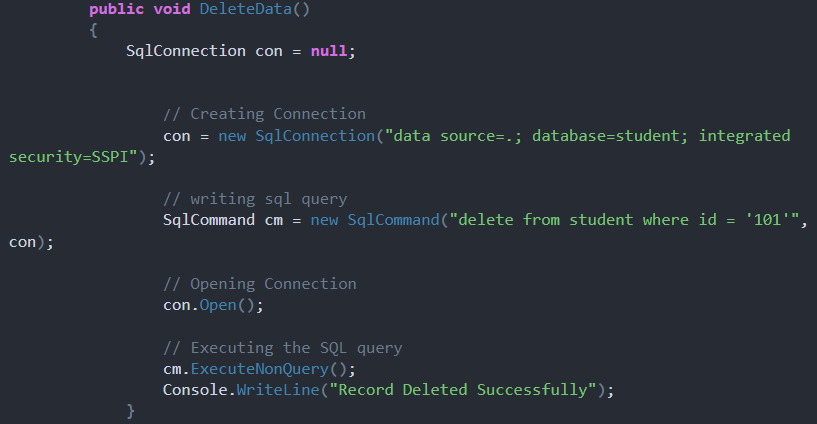 public void DeleteData()
{
SqlConnection con = null;
// Creating Connection
con = new SqlConnection("data source=.; database=student; integrated
security=SSPI");
// writing sql query
SqlCommand cm = new SqlCommand("delete from student where id = '101'",
con);
// Opening Connection
con.Open();
// Executing the SQL query
cm.ExecuteNonQuery();
Console.WriteLine("Record Deleted Successfully");
}